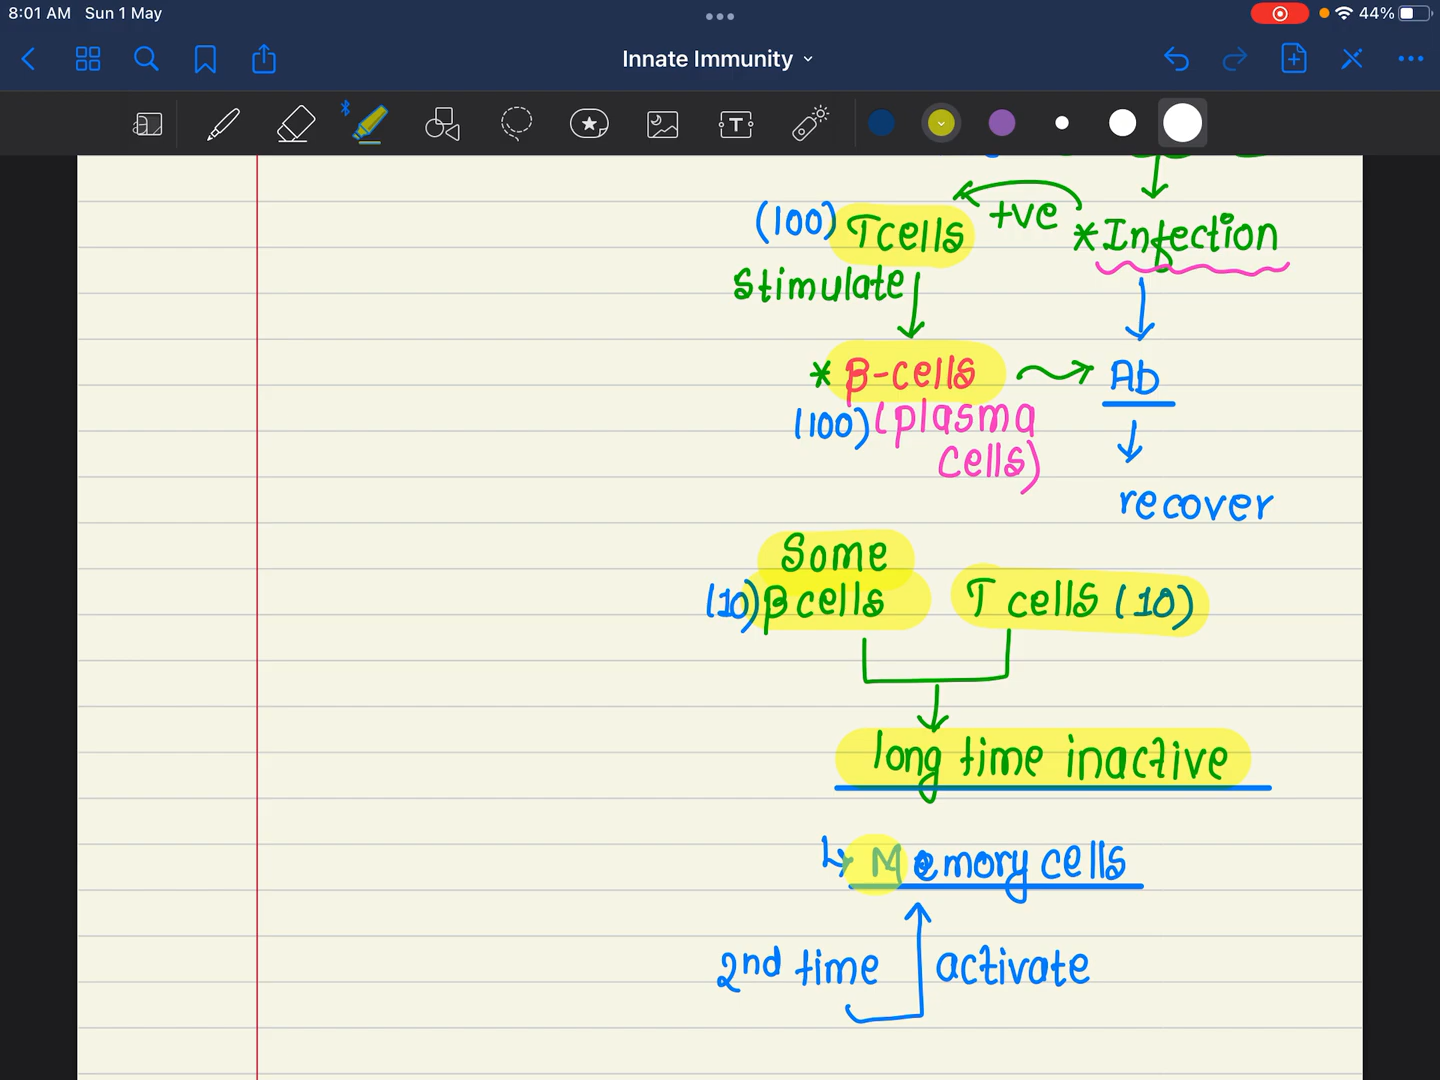 8:01 AM Sun 1 May
44%
Innate Immunity
T
(100) Tcells +ve *Infection
Stimulate
* B-cells Ab
(100) (plasma
cells)
recover
Some
(10) B cells T cells (10)
long time inactive
Memory cells
2nd time activate